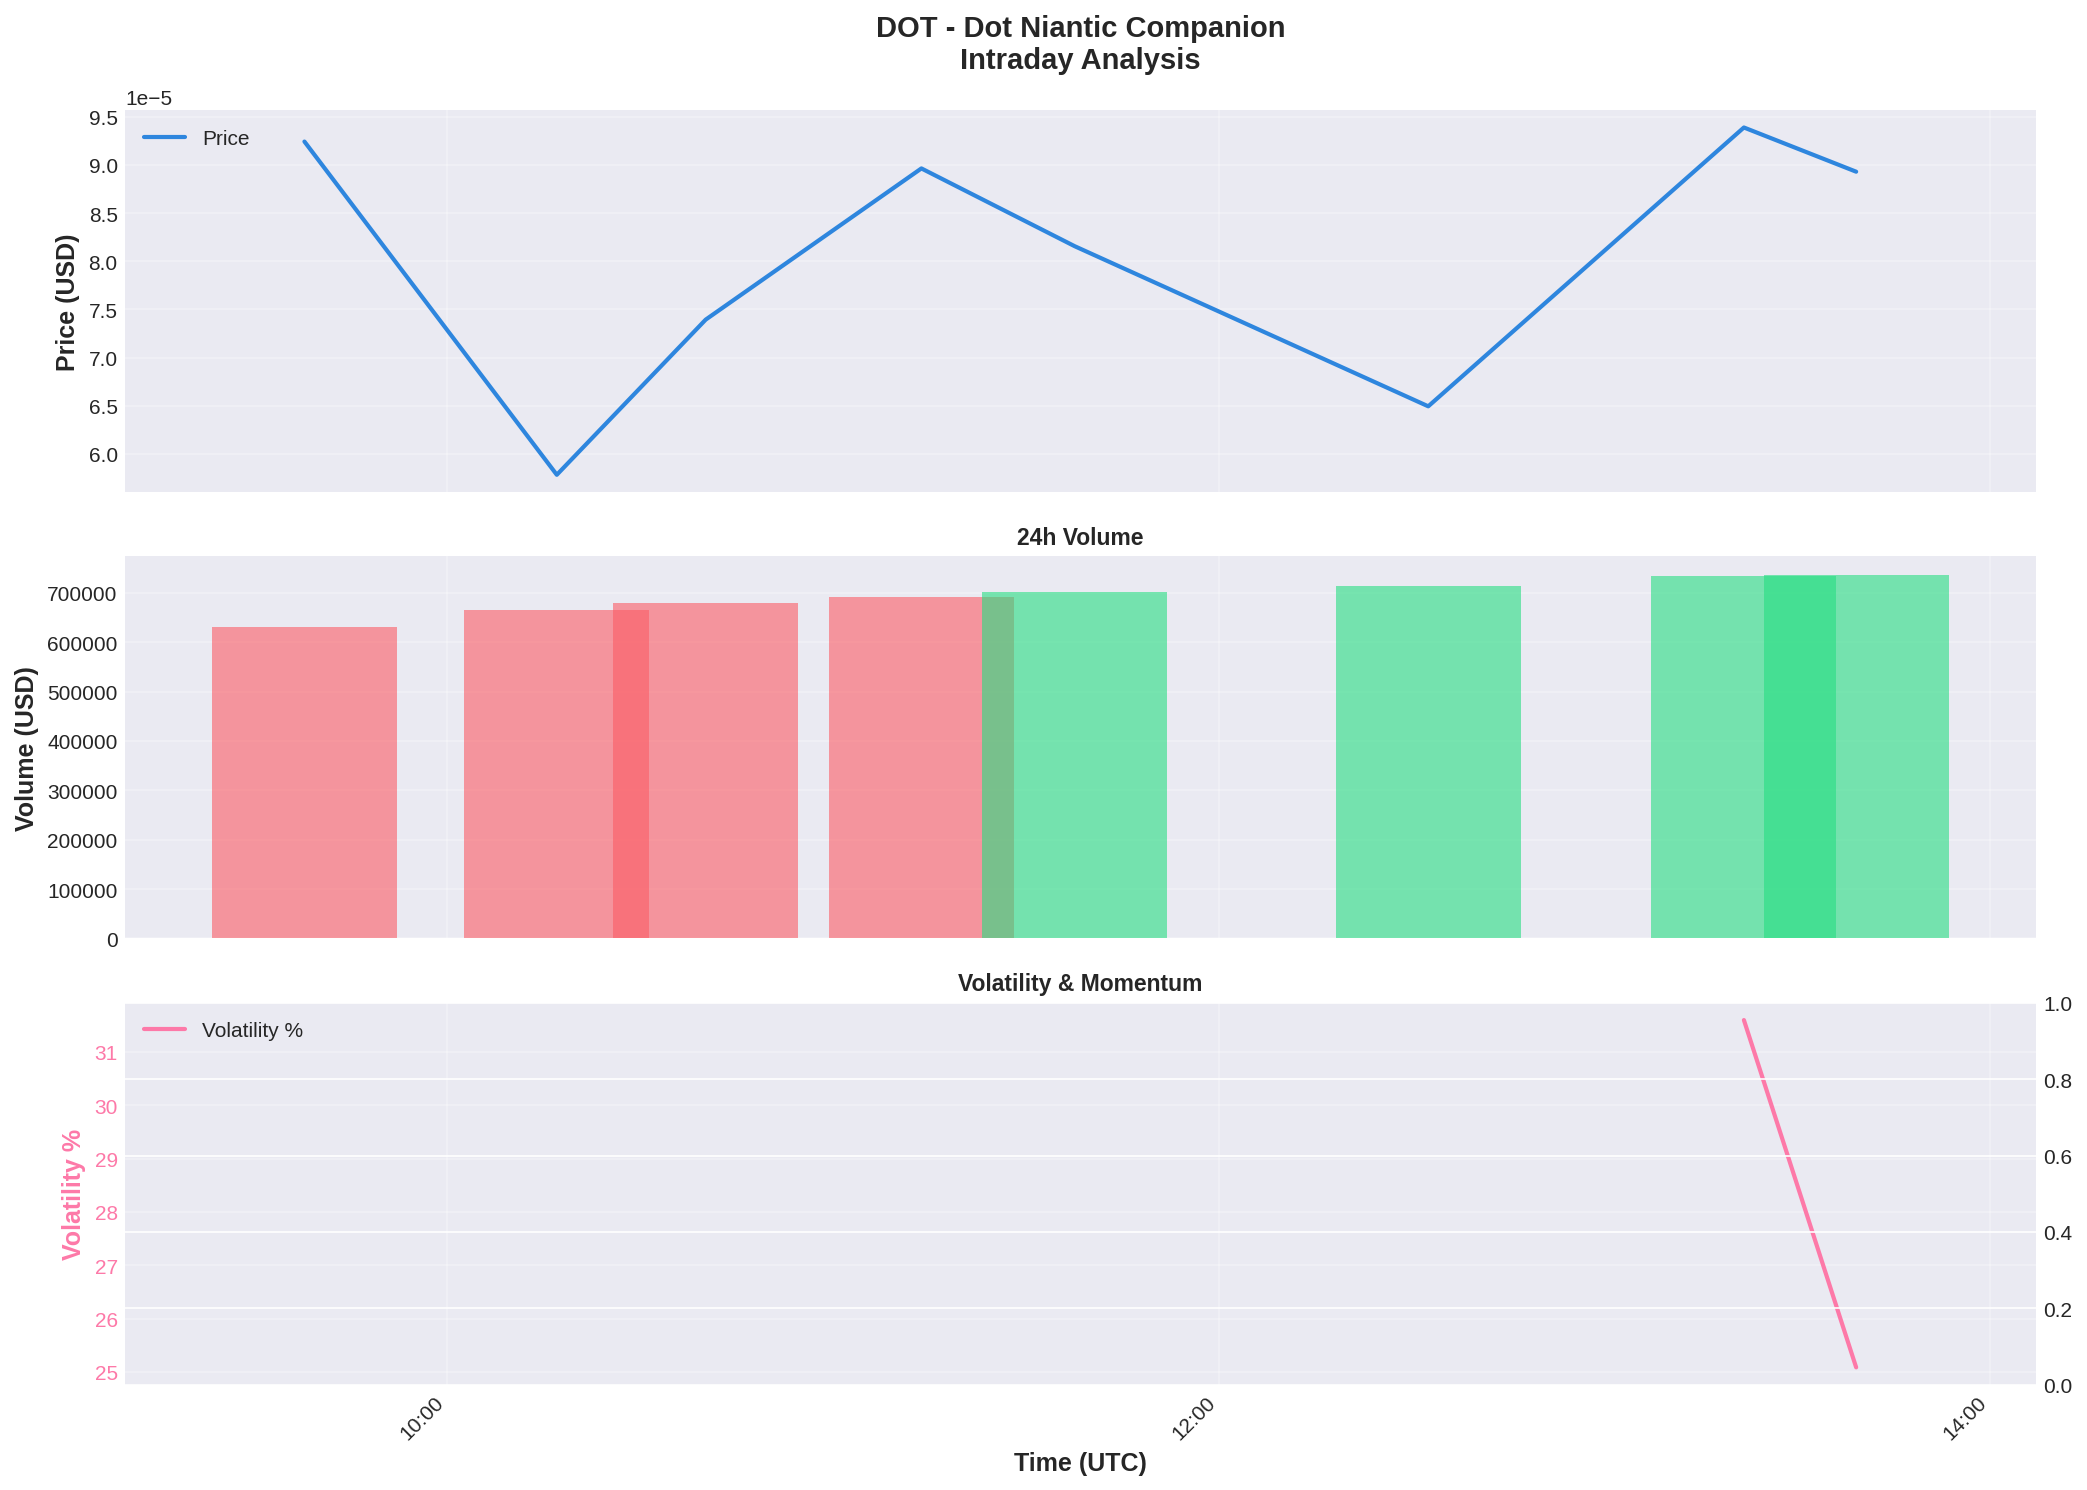 DOT - Dot Niantic Companion
Intraday Analysis
1e−5
9.5
9.0
8.5
8.0
7.5
7.0
6.5
6.0
Price (USD)
Price
24h Volume
700000
600000
500000
400000
300000
200000
100000
0
Volume (USD)
Volatility & Momentum
Volatility %
31
30
29
28
27
26
25
Volatility %
1.0
0.8
0.6
0.4
0.2
0.0
10:00
12:00
14:00
Time (UTC)